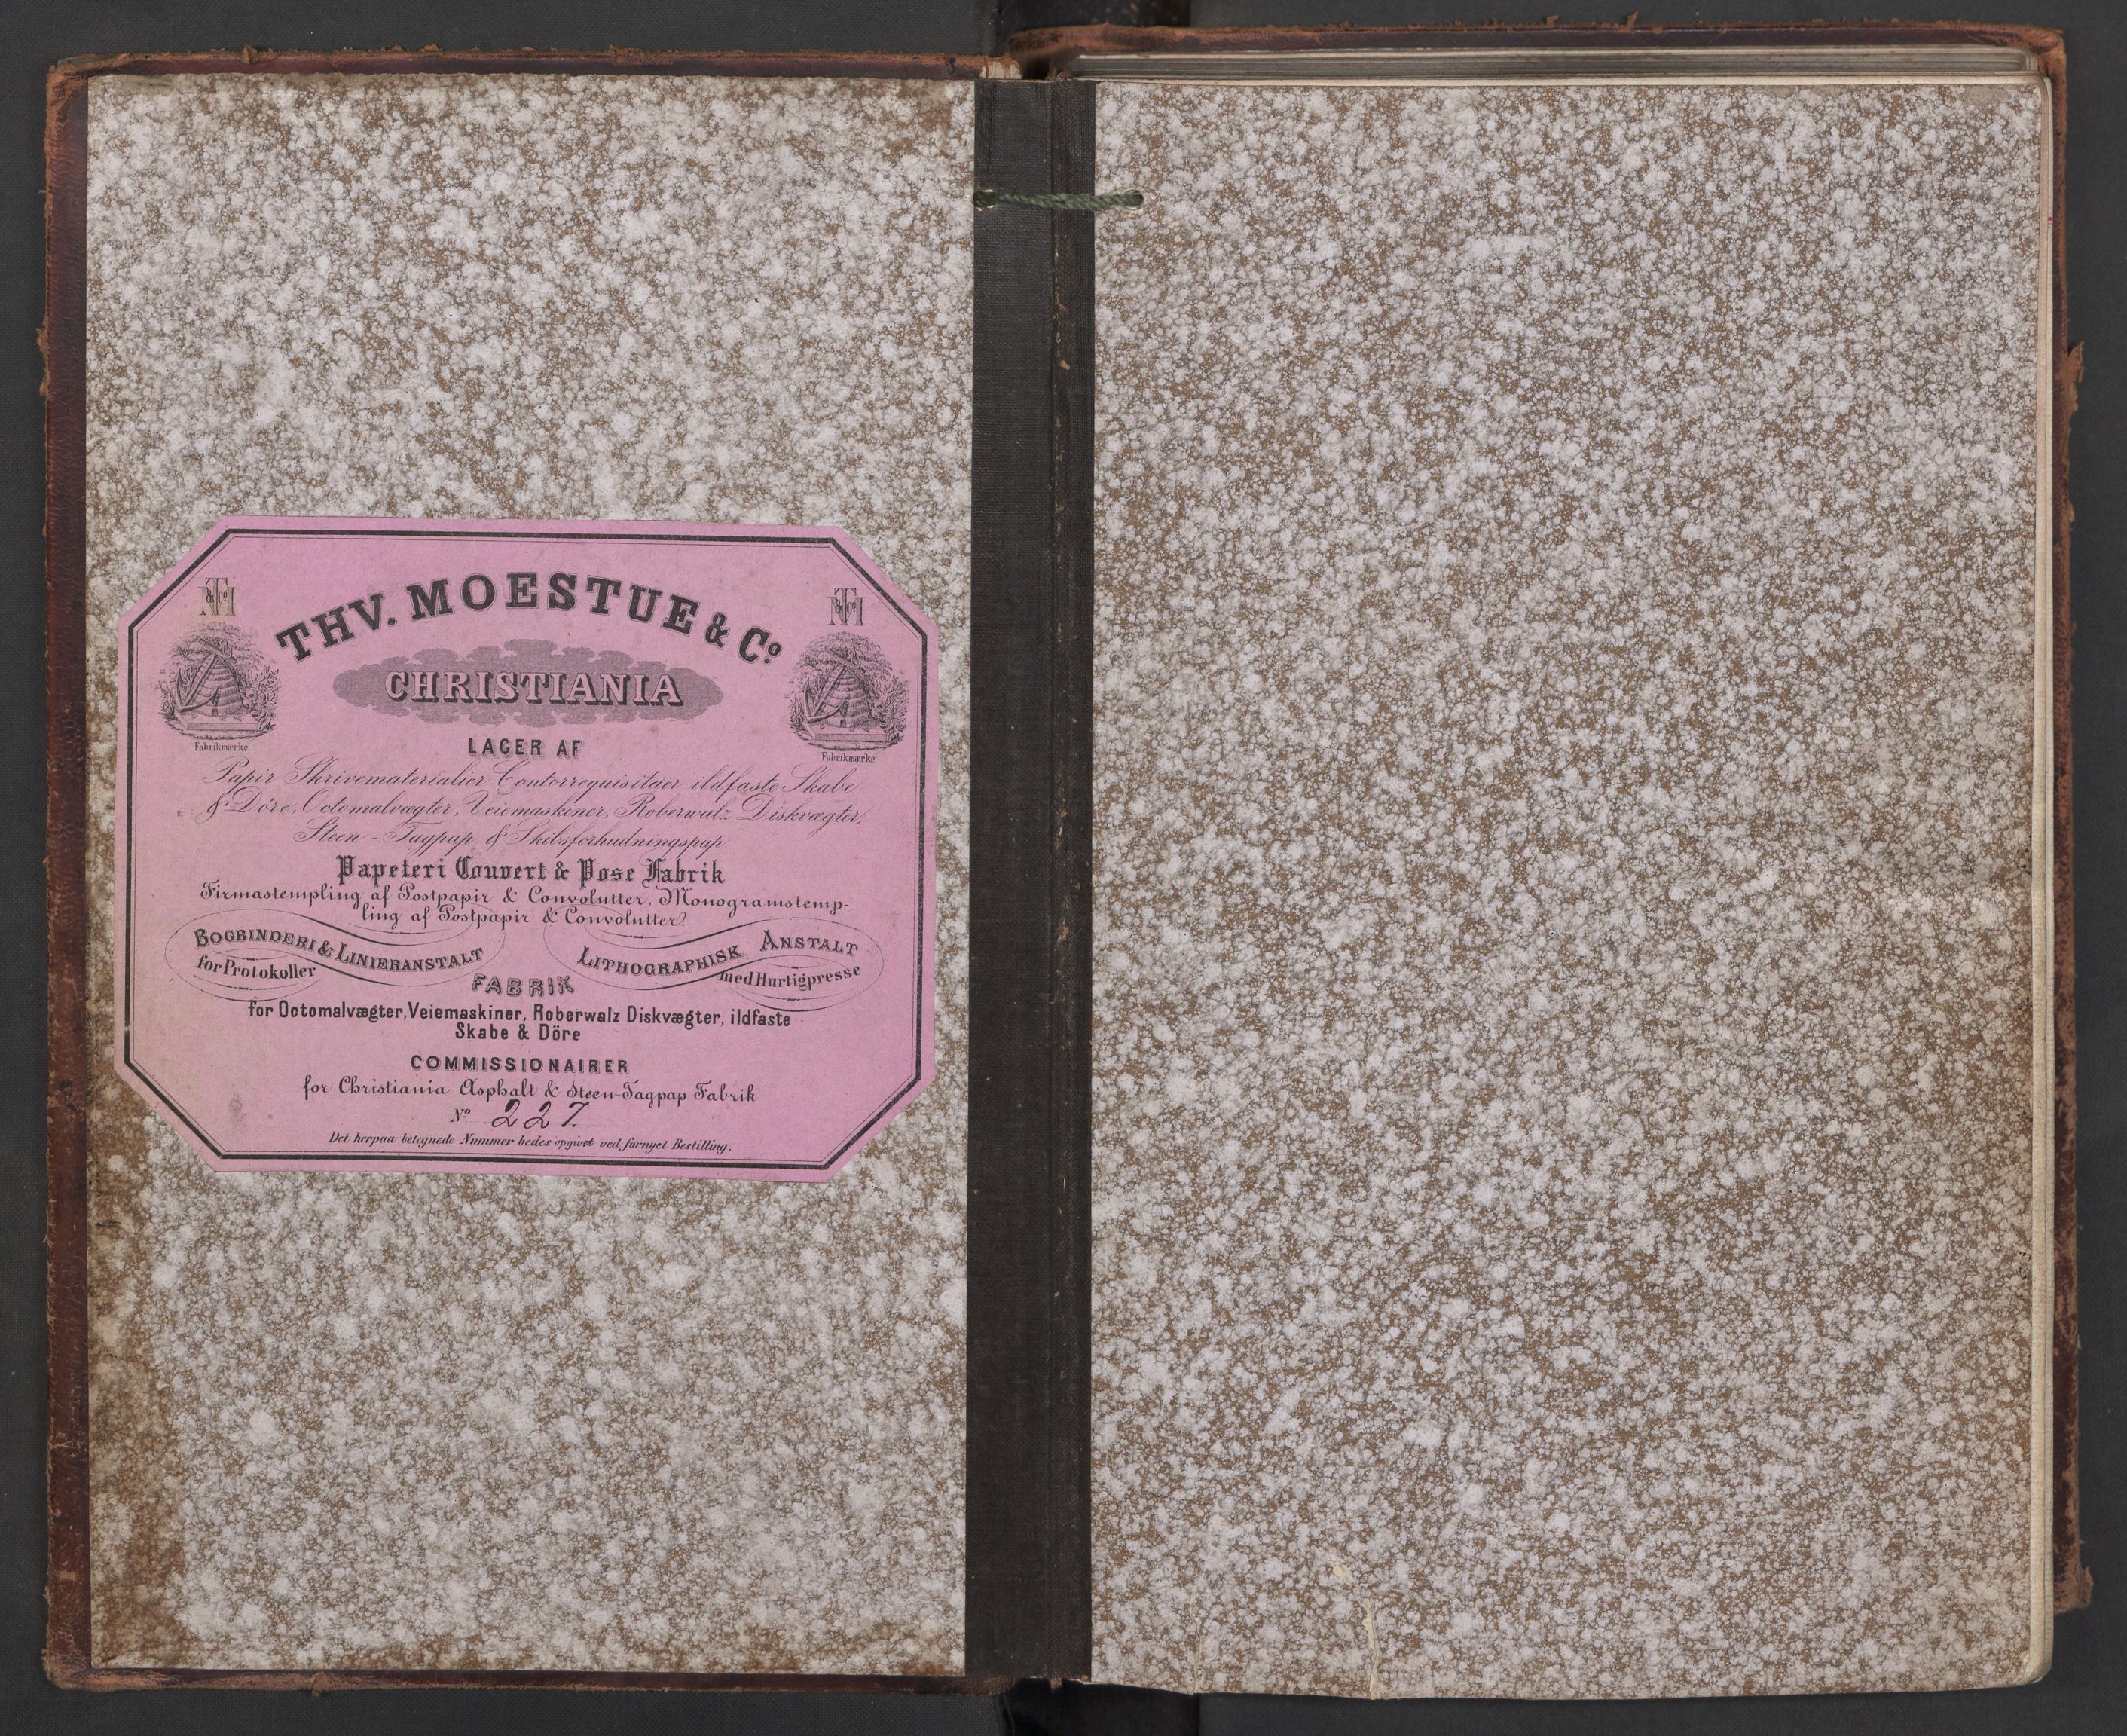 THV. MOESTUE & Cº
CHRISTIANIA
Fabrikmærke
Fabrikmærke
LAGER AF
Papir Skrivematerialier Contorrequisitaer ildfaste Skabe
& Döre, Octomalvægter, Veiemaskiner, Roberwalz Diskvægter,
Steen-Tagpap & Skibsforhudningspap.
Papeteri Couvert & Pose Fabrik
Firmastempling af Postpapir & Convolutter, Monogramstemp-
ling af Postpapir & Convolutter
BOGBINDERI & LINIERANSTALT
for Protokoller
LITHOGRAPHISK ANSTALT
med Hurtigpresse
FABRIK
for Octomalvægter, Veiemaskiner, Roberwalz Diskvægter, ildfaste
Skabe & Döre
COMMISSIONAIRER
for Christiania Asphalt & Steen-Tagpap Fabrik
Nº 227.
Det herpaa betegnede Nummer bedes opgivet ved fornyet Bestilling.